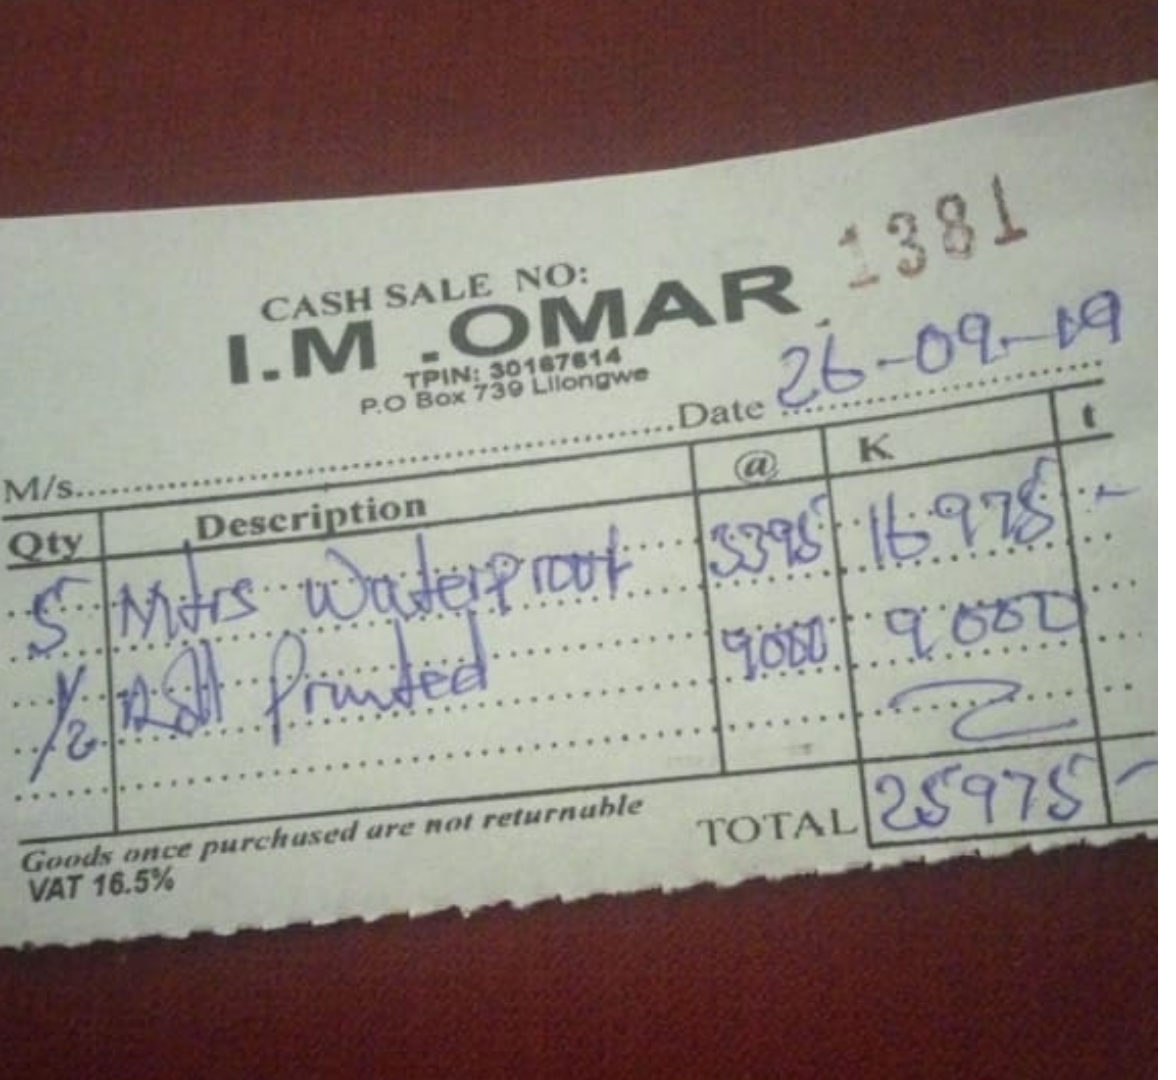 CASH SALE NO: 1381
I.M .OMAR
TPIN: 30167614
P.O Box 739 Lilongwe
M/s. Date 26-09-19
Qty Description @ K t
5 Mtrs Waterproof 3395 16975 -
1/2 Roll Printed 9000 9000
Goods once purchased are not returnable TOTAL 25975 -
VAT 16.5%